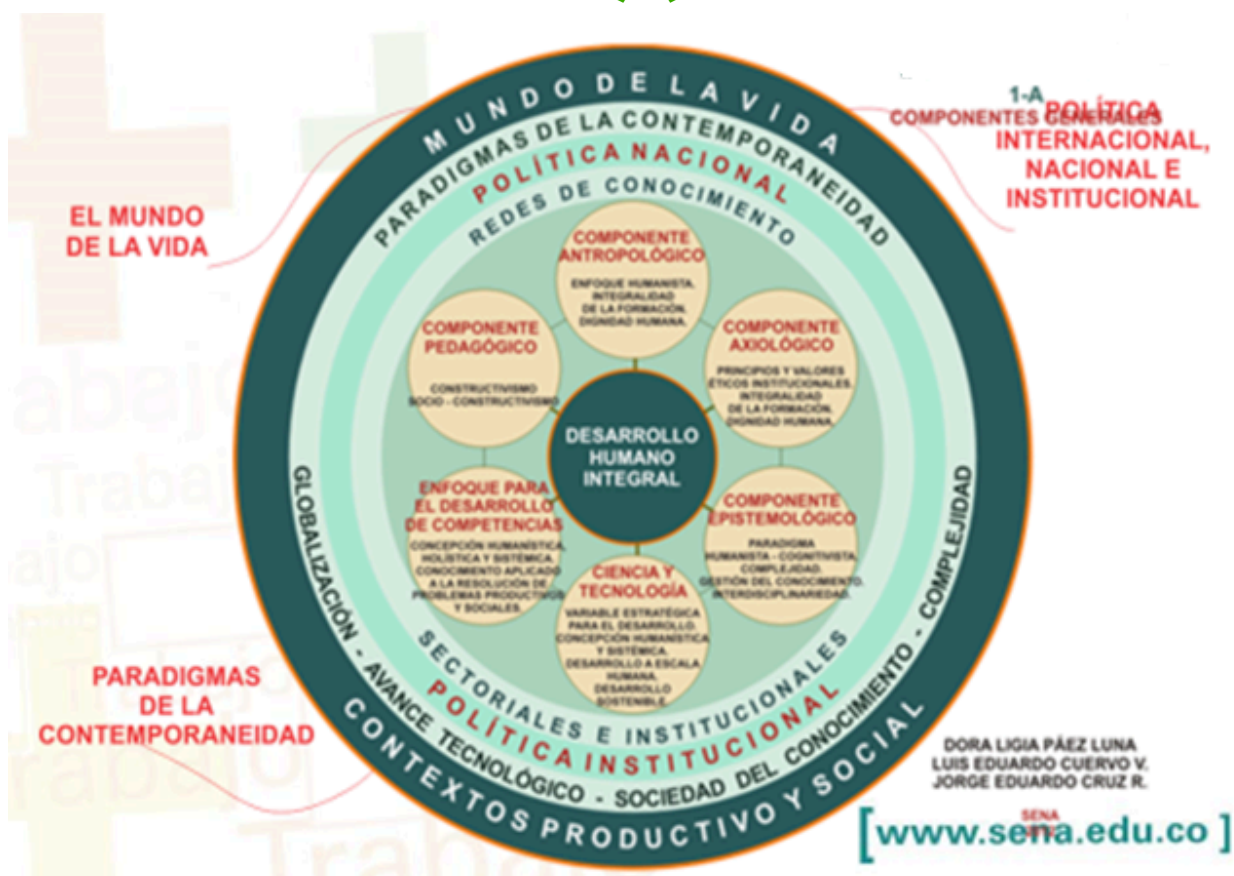 MUNDO DE LA VIDA
PARADIGMAS DE LA CONTEMPORANEIDAD
POLÍTICA NACIONAL
REDES DE CONOCIMIENTO
1-A
COMPONENTES GENERALES
POLÍTICA
INTERNACIONAL,
NACIONAL E
INSTITUCIONAL
EL MUNDO
DE LA VIDA
COMPONENTE
ANTROPOLÓGICO
ENFOQUE HUMANISTA.
INTEGRALIDAD
DE LA FORMACIÓN.
DIGNIDAD HUMANA.
COMPONENTE
PEDAGÓGICO
CONSTRUCTIVISMO
SOCIO - CONSTRUCTIVISMO
COMPONENTE
AXIOLÓGICO
PRINCIPIOS Y VALORES
ÉTICOS INSTITUCIONALES.
INTEGRALIDAD
DE LA FORMACIÓN.
DIGNIDAD HUMANA.
DESARROLLO
HUMANO
INTEGRAL
ENFOQUE PARA
EL DESARROLLO
DE COMPETENCIAS
CONCEPCIÓN HUMANÍSTICA,
HOLÍSTICA Y SISTÉMICA.
CONOCIMIENTO APLICADO
A LA RESOLUCIÓN DE
PROBLEMAS PRODUCTIVOS
Y SOCIALES.
COMPONENTE
EPISTEMOLÓGICO
PARADIGMA
HUMANISTA - COGNITIVISTA.
COMPLEJIDAD.
GESTIÓN DEL CONOCIMIENTO.
INTERDISCIPLINARIEDAD.
CIENCIA Y
TECNOLOGÍA
VARIABLE ESTRATÉGICA
PARA EL DESARROLLO.
CONCEPCIÓN HUMANÍSTICA
Y SISTÉMICA.
DESARROLLO A ESCALA
HUMANA.
DESARROLLO
SOSTENIBLE.
SECTORIALES E INSTITUCIONALES
POLÍTICA INSTITUCIONAL
GLOBALIZACIÓN - AVANCE TECNOLÓGICO - SOCIEDAD DEL CONOCIMIENTO - COMPLEJIDAD
CONTEXTOS PRODUCTIVO Y SOCIAL
PARADIGMAS
DE LA
CONTEMPORANEIDAD
DORA LIGIA PÁEZ LUNA
LUIS EDUARDO CUERVO V.
JORGE EDUARDO CRUZ R.
SENA
[www.sena.edu.co ]
abajo
Trabajo
ajo
Trabajo
rabajo
Traba